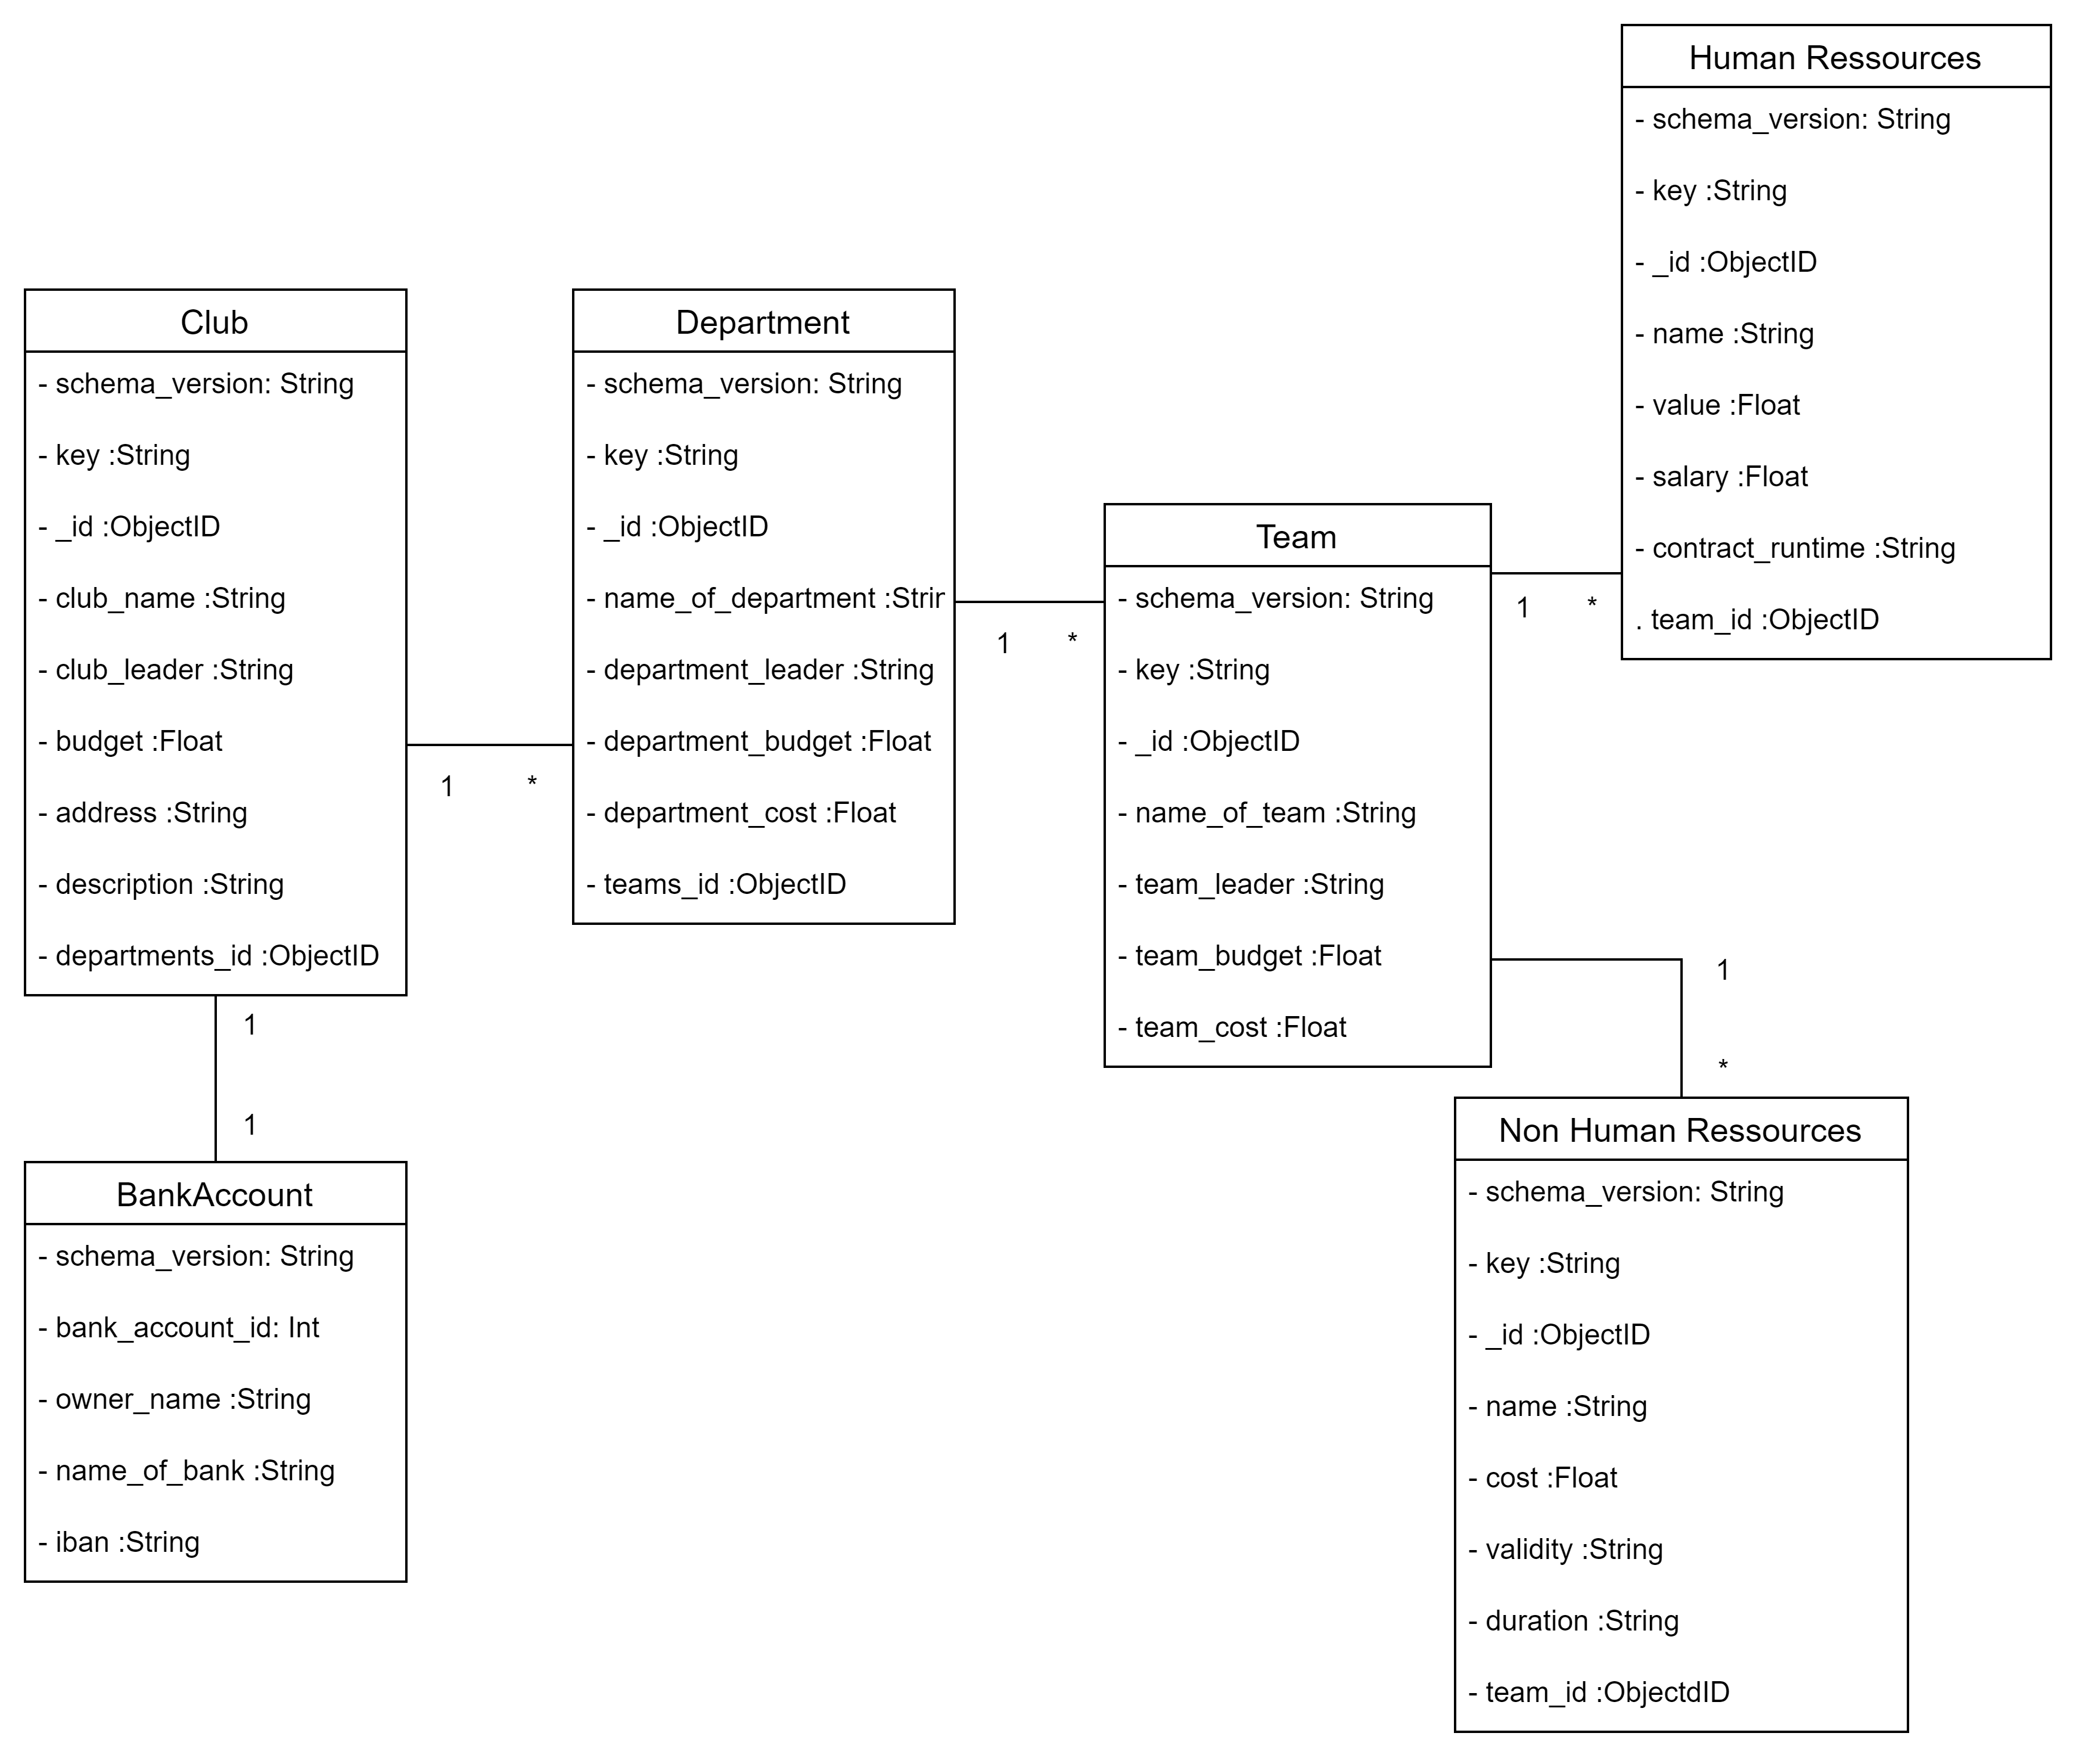 Club
- schema_version: String
- key :String
- _id :ObjectID
- club_name :String
- club_leader :String
- budget :Float
- address :String
- description :String
- departments_id :ObjectID
1
*
1
1
BankAccount
- schema_version: String
- bank_account_id: Int
- owner_name :String
- name_of_bank :String
- iban :String
Department
- schema_version: String
- key :String
- _id :ObjectID
- name_of_department :Strin
- department_leader :String
- department_budget :Float
- department_cost :Float
- teams_id :ObjectID
1
*
Team
- schema_version: String
- key :String
- _id :ObjectID
- name_of_team :String
- team_leader :String
- team_budget :Float
- team_cost :Float
1
*
Human Ressources
- schema_version: String
- key :String
- _id :ObjectID
- name :String
- value :Float
- salary :Float
- contract_runtime :String
. team_id :ObjectID
1
*
Non Human Ressources
- schema_version: String
- key :String
- _id :ObjectID
- name :String
- cost :Float
- validity :String
- duration :String
- team_id :ObjectdID